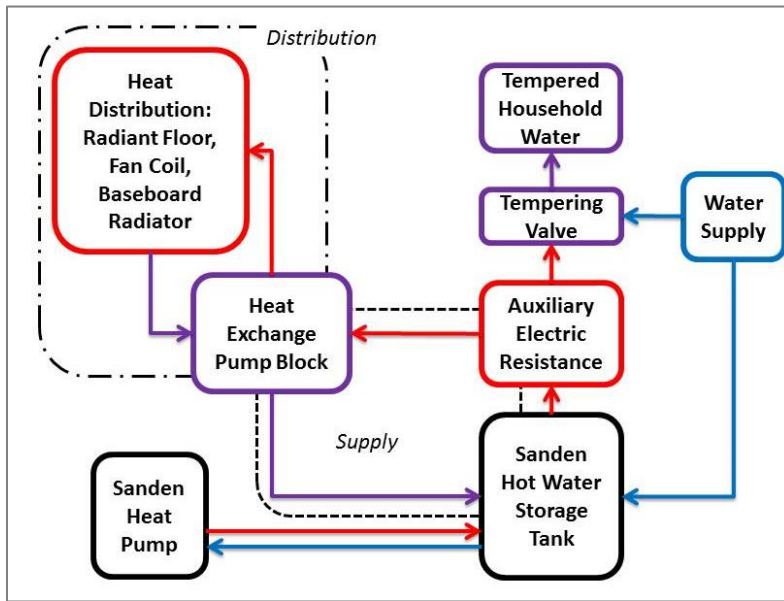 Distribution
Heat
Distribution:
Radiant Floor,
Fan Coil,
Baseboard
Radiator
Tempered
Household
Water
Tempering
Valve
Water
Supply
Heat
Exchange
Pump Block
Auxiliary
Electric
Resistance
Supply
Sanden
Hot Water
Storage
Tank
Sanden
Heat
Pump